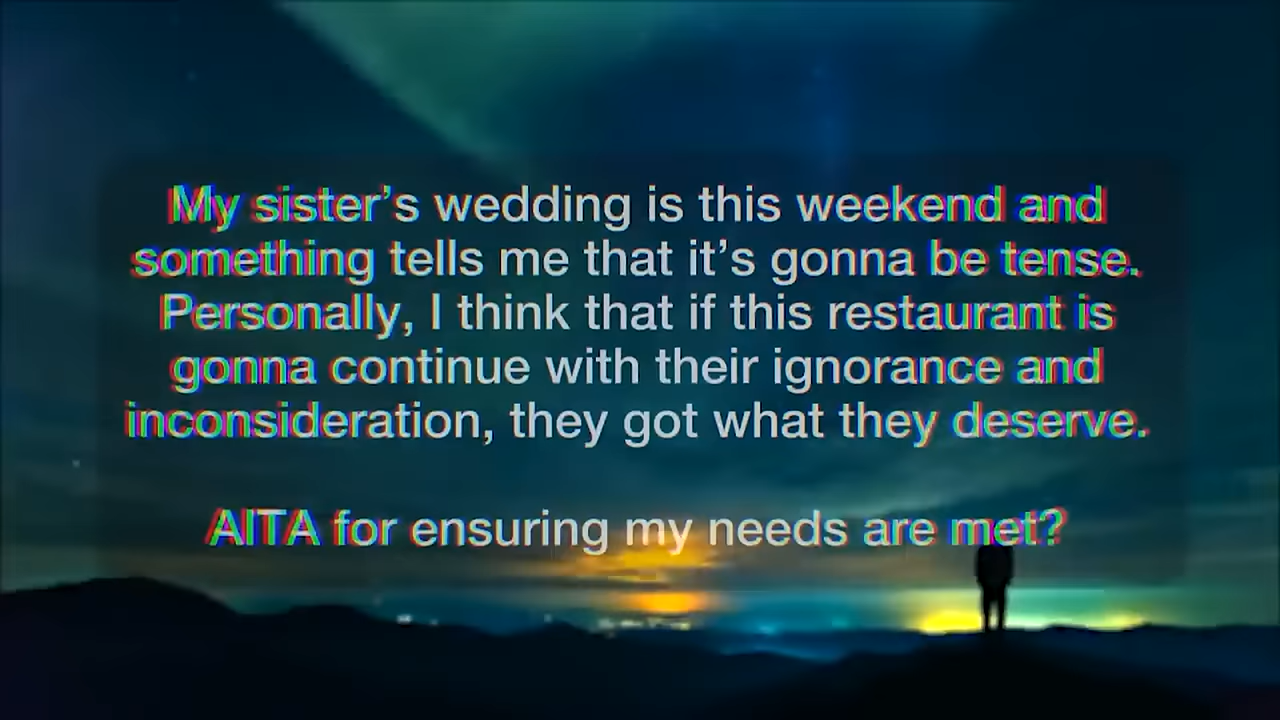 My sister’s wedding is this weekend and
something tells me that it’s gonna be tense.
Personally, I think that if this restaurant is
gonna continue with their ignorance and
inconsideration, they got what they deserve.
AITA for ensuring my needs are met?